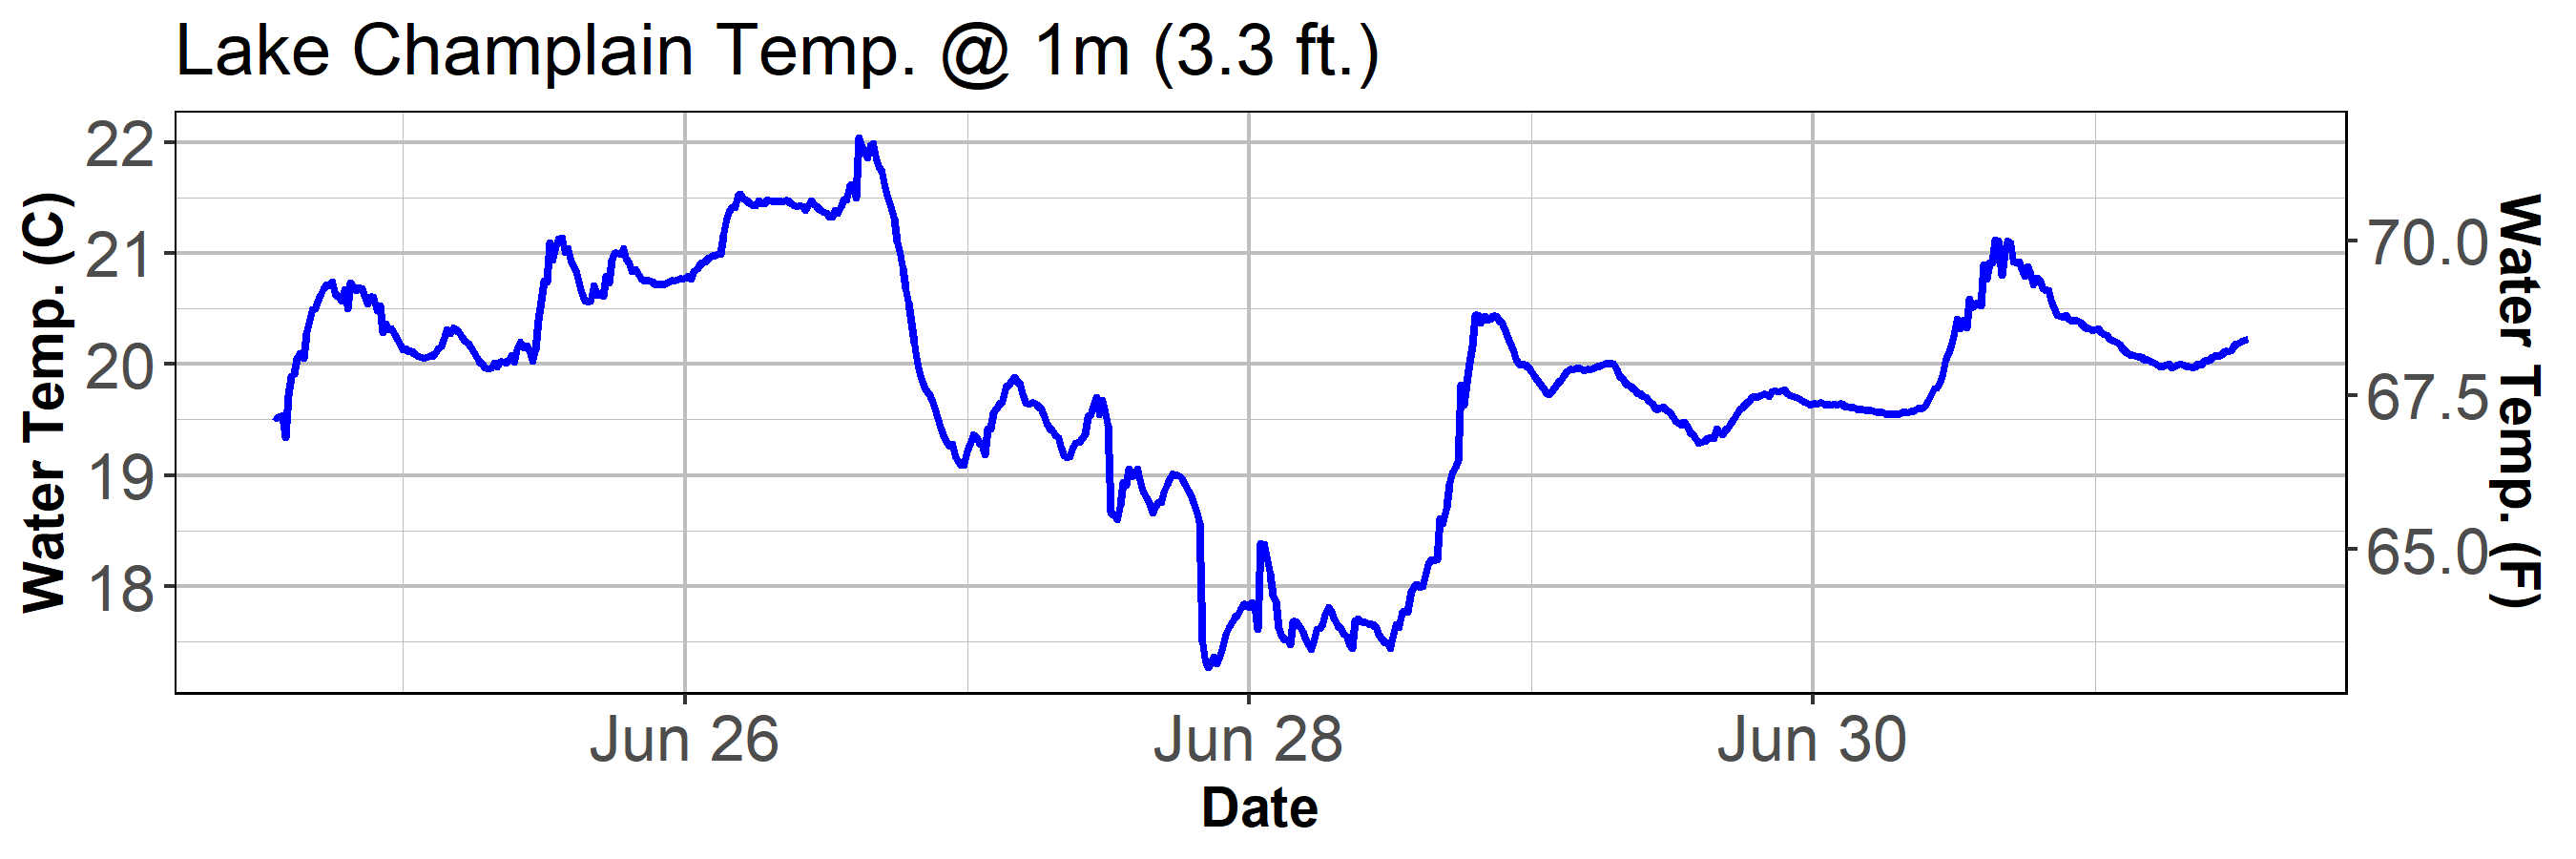 Lake Champlain Temp. @ 1m (3.3 ft.)
Water Temp. (C)
22
21
20
19
18
70.0
67.5
65.0
Water Temp. (F)
Jun 26
Jun 28
Jun 30
Date